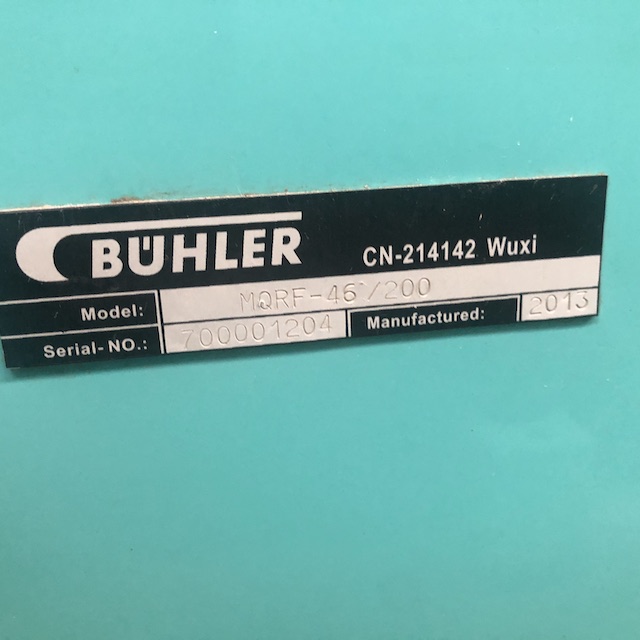 BÜHLER CN-214142 Wuxi
Model: MQRF-46/200
Serial-NO.: 700001204 Manufactured: 2013